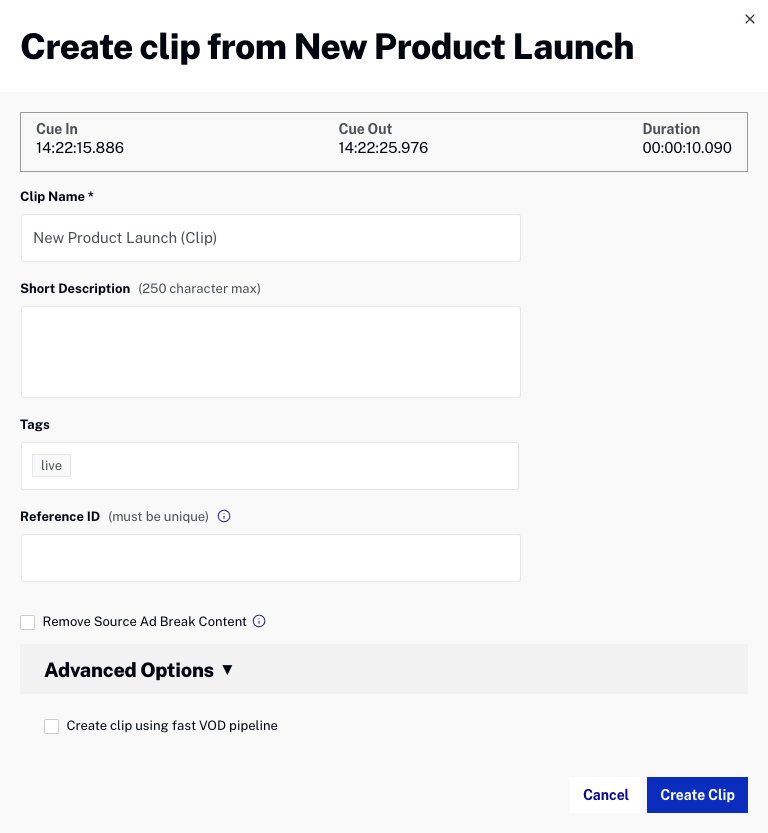 Create clip from New Product Launch
Cue In Cue Out Duration
14:22:15.886 14:22:25.976 00:00:10.090
Clip Name *
New Product Launch (Clip)
Short Description (250 character max)
Tags
live
Reference ID (must be unique)
Remove Source Ad Break Content
Advanced Options ▼
Create clip using fast VOD pipeline
Cancel Create Clip